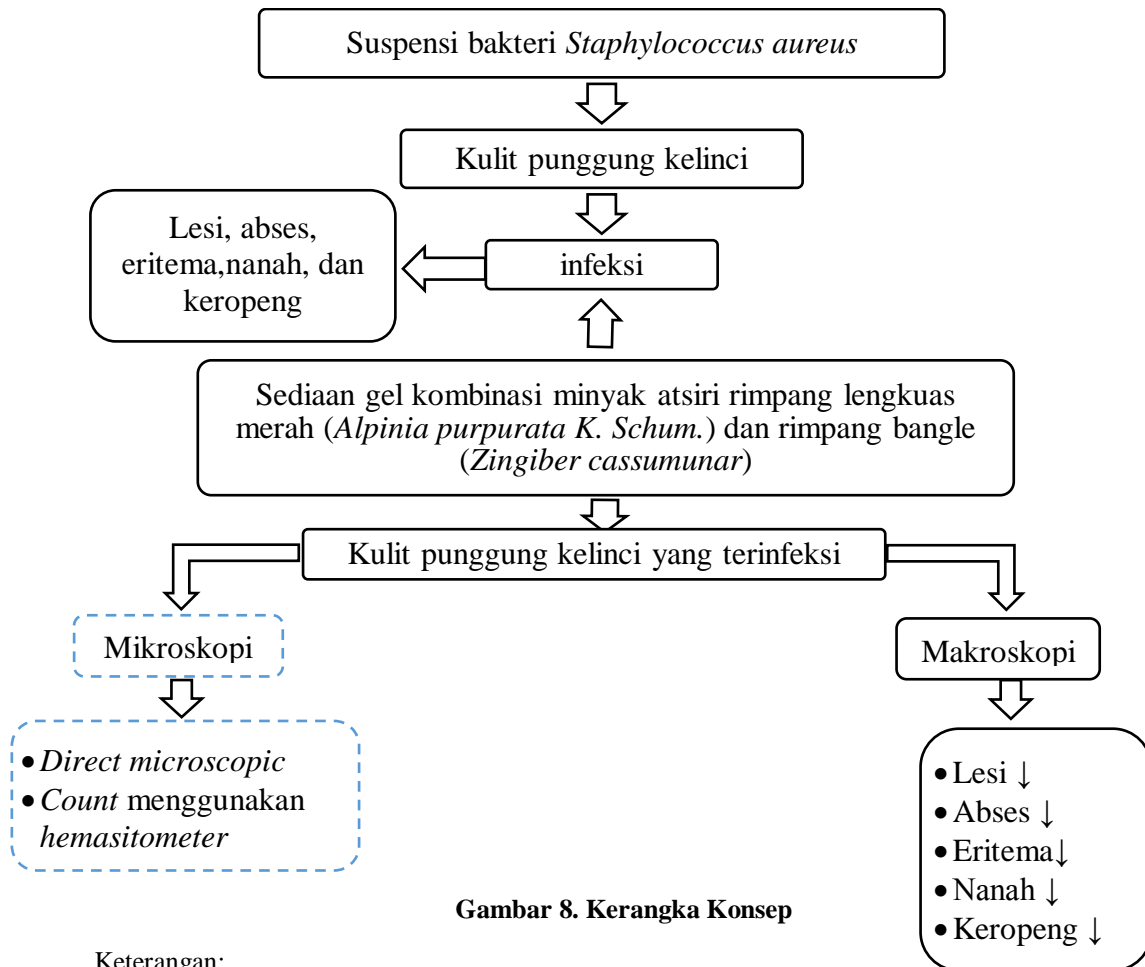 Suspensi bakteri Staphylococcus aureus
Kulit punggung kelinci
Lesi, abses,
eritema,nanah, dan
keropeng
infeksi
Sediaan gel kombinasi minyak atsiri rimpang lengkuas
merah (Alpinia purpurata K. Schum.) dan rimpang bangle
(Zingiber cassumunar)
Kulit punggung kelinci yang terinfeksi
Mikroskopi
Makroskopi
• Direct microscopic
• Count menggunakan
hemasitometer
• Lesi ↓
• Abses ↓
• Eritema↓
• Nanah ↓
• Keropeng ↓
Gambar 8. Kerangka Konsep
Keterangan: